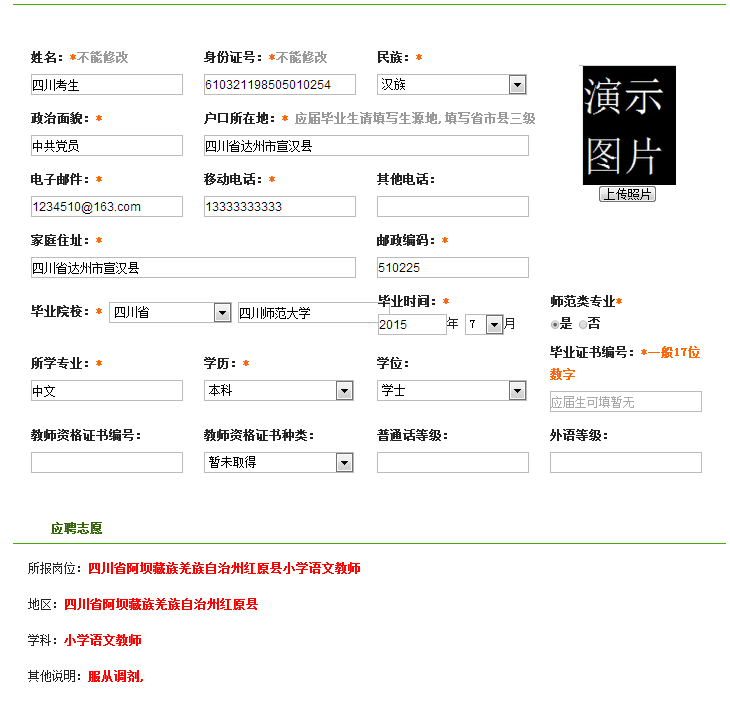 姓名：*不能修改 身份证号：*不能修改 民族：*
四川考生 610321198505010254 汉族
演示
图片
政治面貌：* 户口所在地：* 应届毕业生请填写生源地,填写省市县三级
中共党员 四川省达州市宣汉县
上传照片
电子邮件：* 移动电话：* 其他电话：
1234510@163.com 13333333333
家庭住址：* 邮政编码：*
四川省达州市宣汉县 510225
毕业院校：* 四川省 四川师范大学
毕业时间：*
2015 年 7 月
师范类专业*
是 否
所学专业：* 学历：* 学位：
中文 本科 学士
毕业证书编号：*一般17位
数字
应届生可填暂无
教师资格证书编号： 教师资格证书种类： 普通话等级： 外语等级：
暂未取得
应聘志愿
所报岗位：四川省阿坝藏族羌族自治州红原县小学语文教师
地区：四川省阿坝藏族羌族自治州红原县
学科：小学语文教师
其他说明：服从调剂,